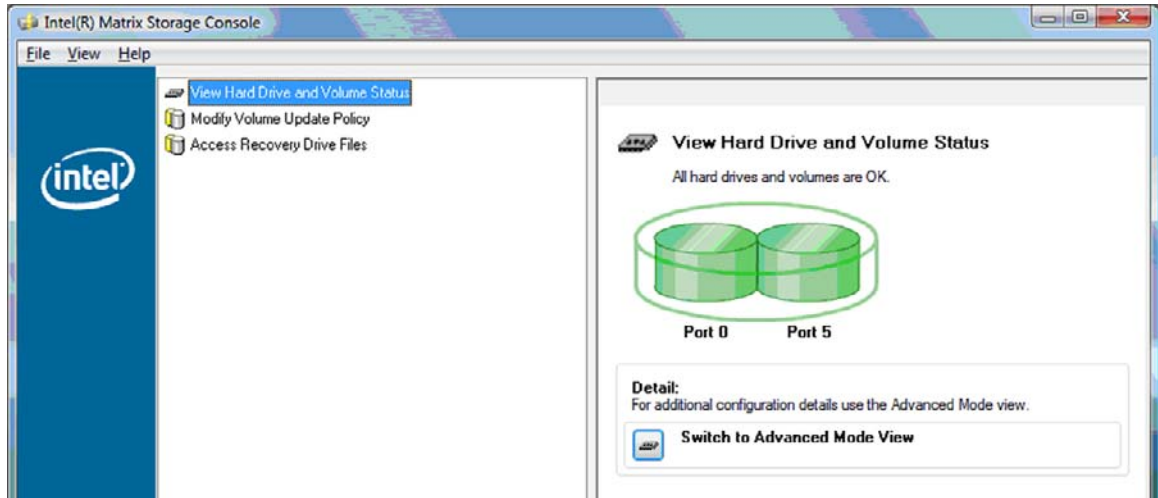 Intel(R) Matrix Storage Console
File View Help
intel
View Hard Drive and Volume Status
Modify Volume Update Policy
Access Recovery Drive Files
View Hard Drive and Volume Status
All hard drives and volumes are OK.
Port 0 Port 5
Detail:
For additional configuration details use the Advanced Mode view.
Switch to Advanced Mode View